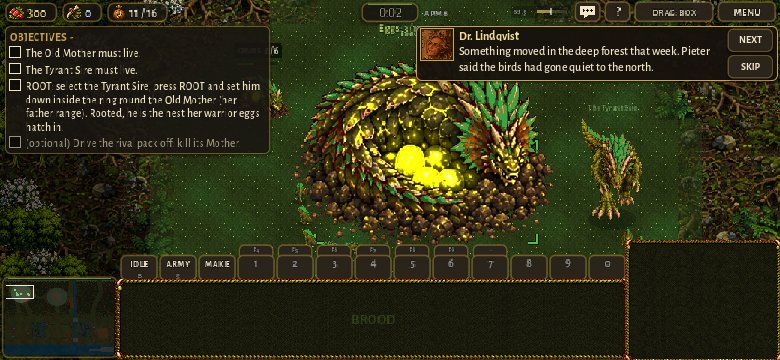 300
0
11/16
0:02
?
DRAG BOX
MENU
OBJECTIVES -
The Old Mother must live.
The Tyrant Sire must live.
ROOT: select the Tyrant Sire, press ROOT and set him
down inside the ring round the Old Mother (her
father range). Rooted, he is the nest her warrior eggs
hatch in.
(optional) Drive the rival pack off: kill its Mother
Dr. Lindqvist
Something moved in the deep forest that week. Pieter
said the birds had gone quiet to the north.
NEXT
SKIP
The Tyrant Sire
IDLE
ARMY
MAKE
1
2
3
4
5
6
7
8
9
0
BROOD